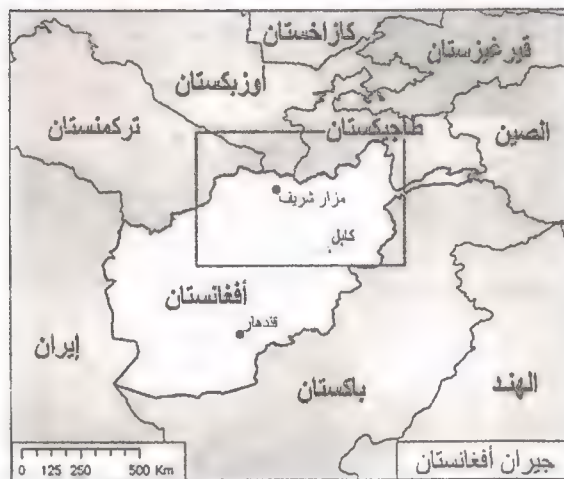 كازاخستان
قيرغيزستان
أوزبكستان
تركمنستان
طاجيكستان
الصين
مزار شريف
كابل
أفغانستان
قندهار
إيران
باكستان
الهند
0 125 250 500 Km
جيران أفغانستان